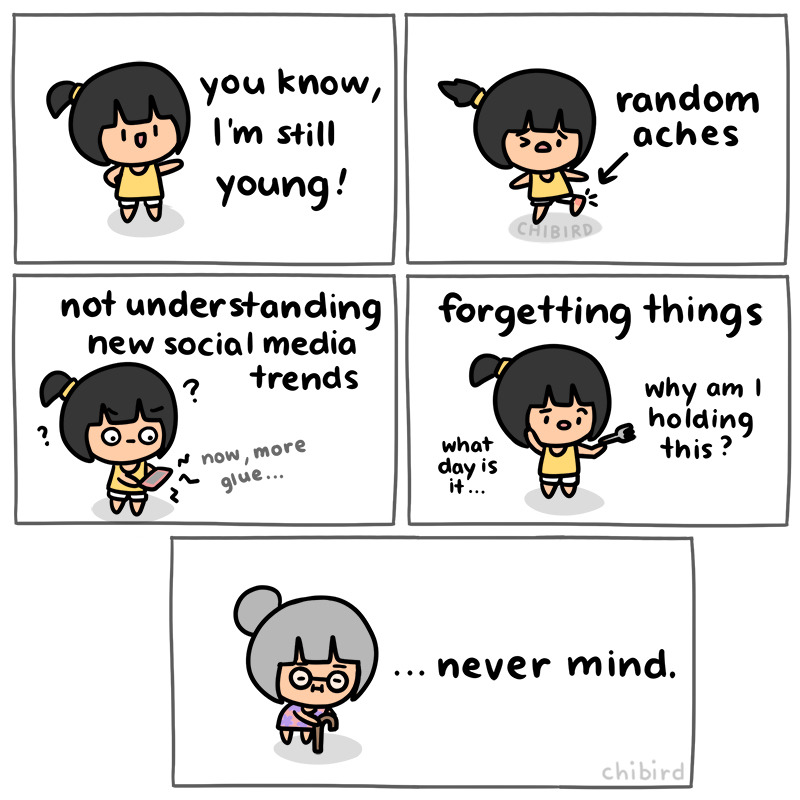 you know,
I'm still
young!
random
aches
CHIBIRD
not understanding
new social media
trends
?
?
now, more
glue...
forgetting things
why am I
holding
this?
what
day is
it...
...never mind.
chibird